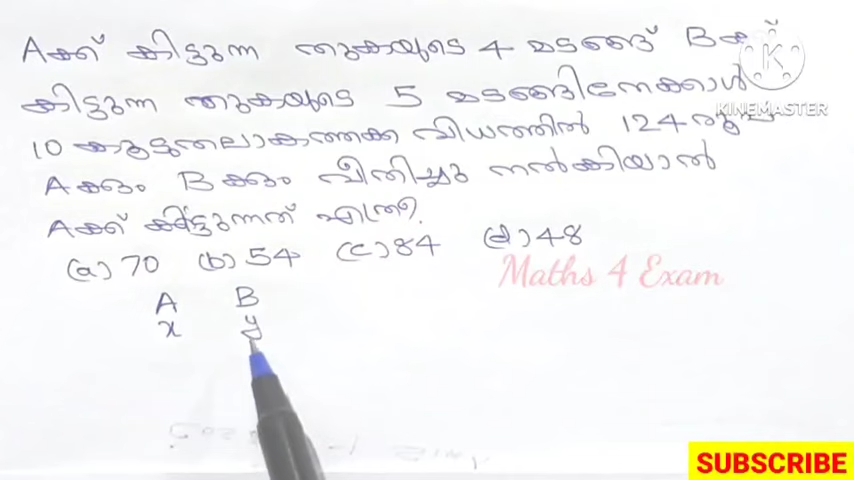 Aക്ക് കിട്ടുന്ന തുകയുടെ 4 മടങ്ങ് Bക്ക്
കിട്ടുന്ന തുകയുടെ 5 മടങ്ങിനേക്കാൾ
10 കൂടുതലാകത്തക്ക വിധത്തിൽ 124 രൂപ
Aക്കും Bക്കും വീതിച്ചു നൽകിയാൽ
Aക്ക് കിട്ടുന്നത് എത്ര?
(a) 70 (b) 54 (c) 84 (d) 48
A B
x y
K
KINEMASTER
Maths 4 Exam
SUBSCRIBE